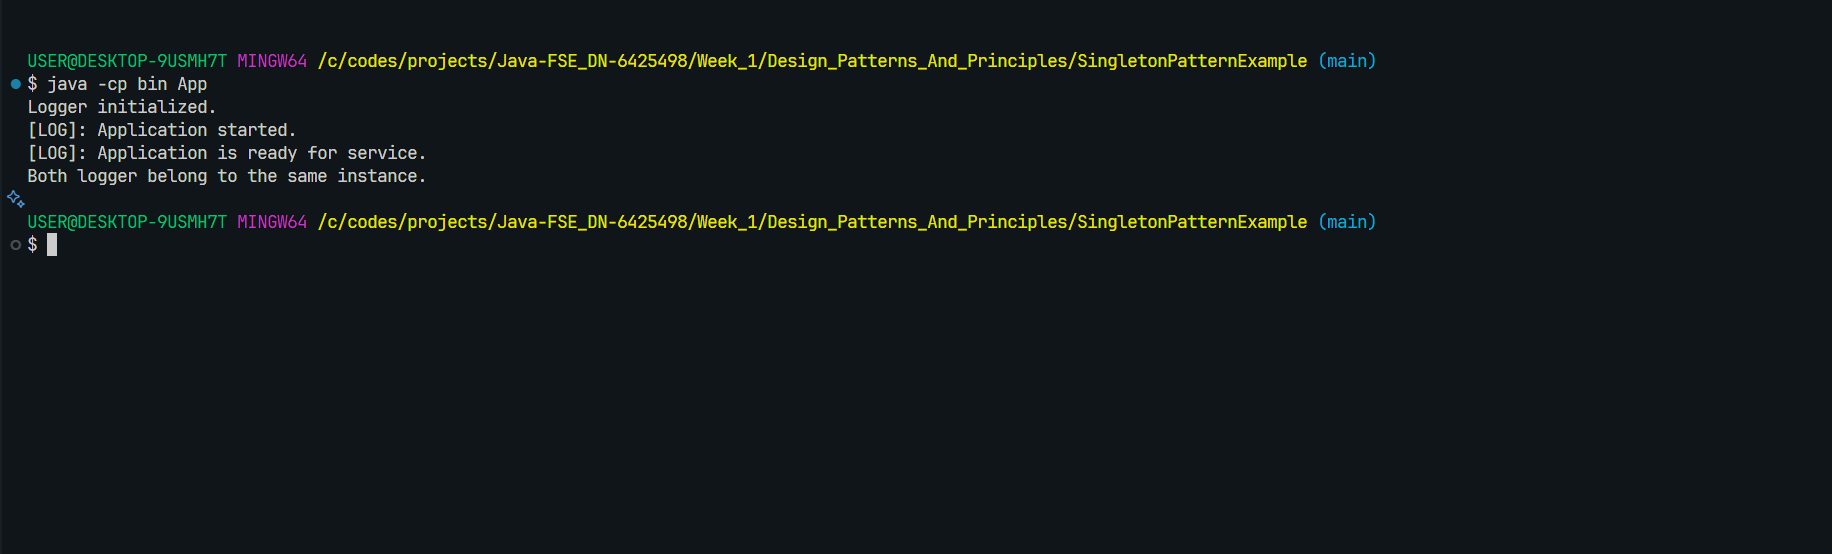 USER@DESKTOP-9USMH7T MINGW64 /c/codes/projects/Java-FSE_DN-6425498/Week_1/Design_Patterns_And_Principles/SingletonPatternExample (main)
$ java -cp bin App
Logger initialized.
[LOG]: Application started.
[LOG]: Application is ready for service.
Both logger belong to the same instance.
USER@DESKTOP-9USMH7T MINGW64 /c/codes/projects/Java-FSE_DN-6425498/Week_1/Design_Patterns_And_Principles/SingletonPatternExample (main)
$